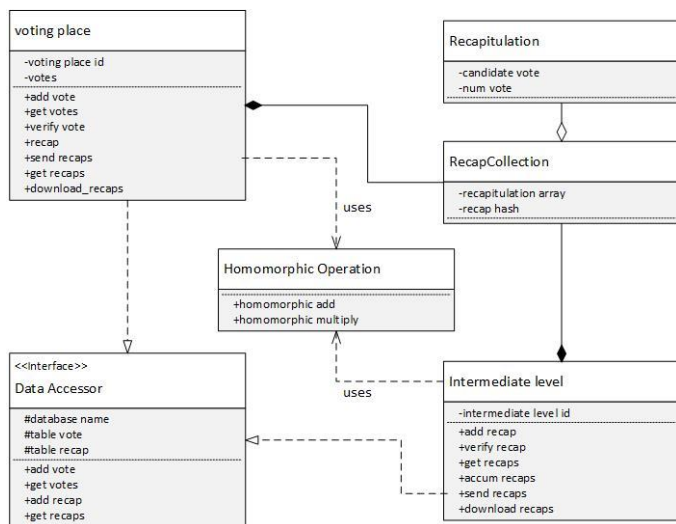 voting place
-voting place id
-votes
+add vote
+get votes
+verify vote
+recap
+send recaps
+get recaps
+download_recaps
Recapitulation
-candidate vote
-num vote
RecapCollection
-recapitulation array
-recap hash
uses
Homomorphic Operation
+homomorphic add
+homomorphic multiply
uses
<<Interface>>
Data Accessor
#database name
#table vote
#table recap
+add vote
+get votes
+add recap
+get recaps
Intermediate level
-intermediate level id
+add recap
+verify recap
+get recaps
+accum recaps
+send recaps
+download recaps